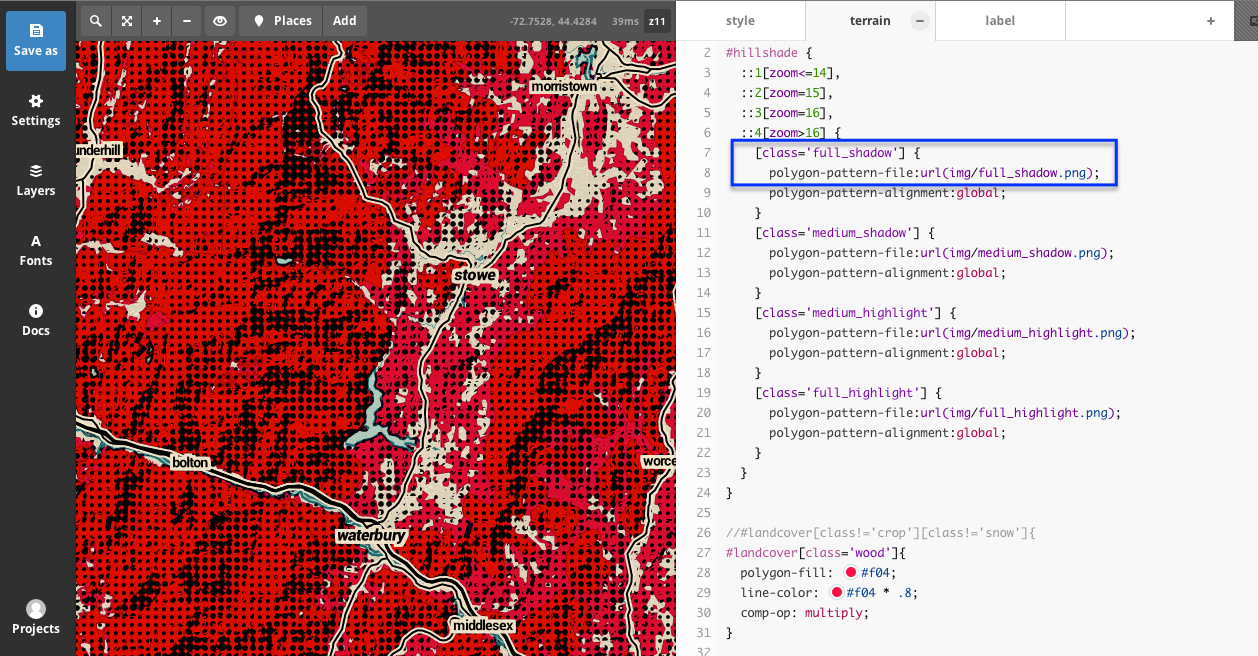 Save as
Settings
Layers
A
Fonts
Docs
Projects
Places
Add
-72.7528, 44.4284
39ms
z11
morristown
underhill
stowe
bolton
worce
waterbury
middlesex
style
terrain
label
+
2 #hillshade {
3 ::1[zoom<=14],
4 ::2[zoom=15],
5 ::3[zoom=16],
6 ::4[zoom>16] {
7 [class='full_shadow'] {
8 polygon-pattern-file:url(img/full_shadow.png);
9 polygon-pattern-alignment:global;
10 }
11 [class='medium_shadow'] {
12 polygon-pattern-file:url(img/medium_shadow.png);
13 polygon-pattern-alignment:global;
14 }
15 [class='medium_highlight'] {
16 polygon-pattern-file:url(img/medium_highlight.png);
17 polygon-pattern-alignment:global;
18 }
19 [class='full_highlight'] {
20 polygon-pattern-file:url(img/full_highlight.png);
21 polygon-pattern-alignment:global;
22 }
23 }
24 }
25
26 //#landcover[class!='crop'][class!='snow']{
27 #landcover[class='wood']{
28 polygon-fill: #f04;
29 line-color: #f04 * .8;
30 comp-op: multiply;
31 }
32